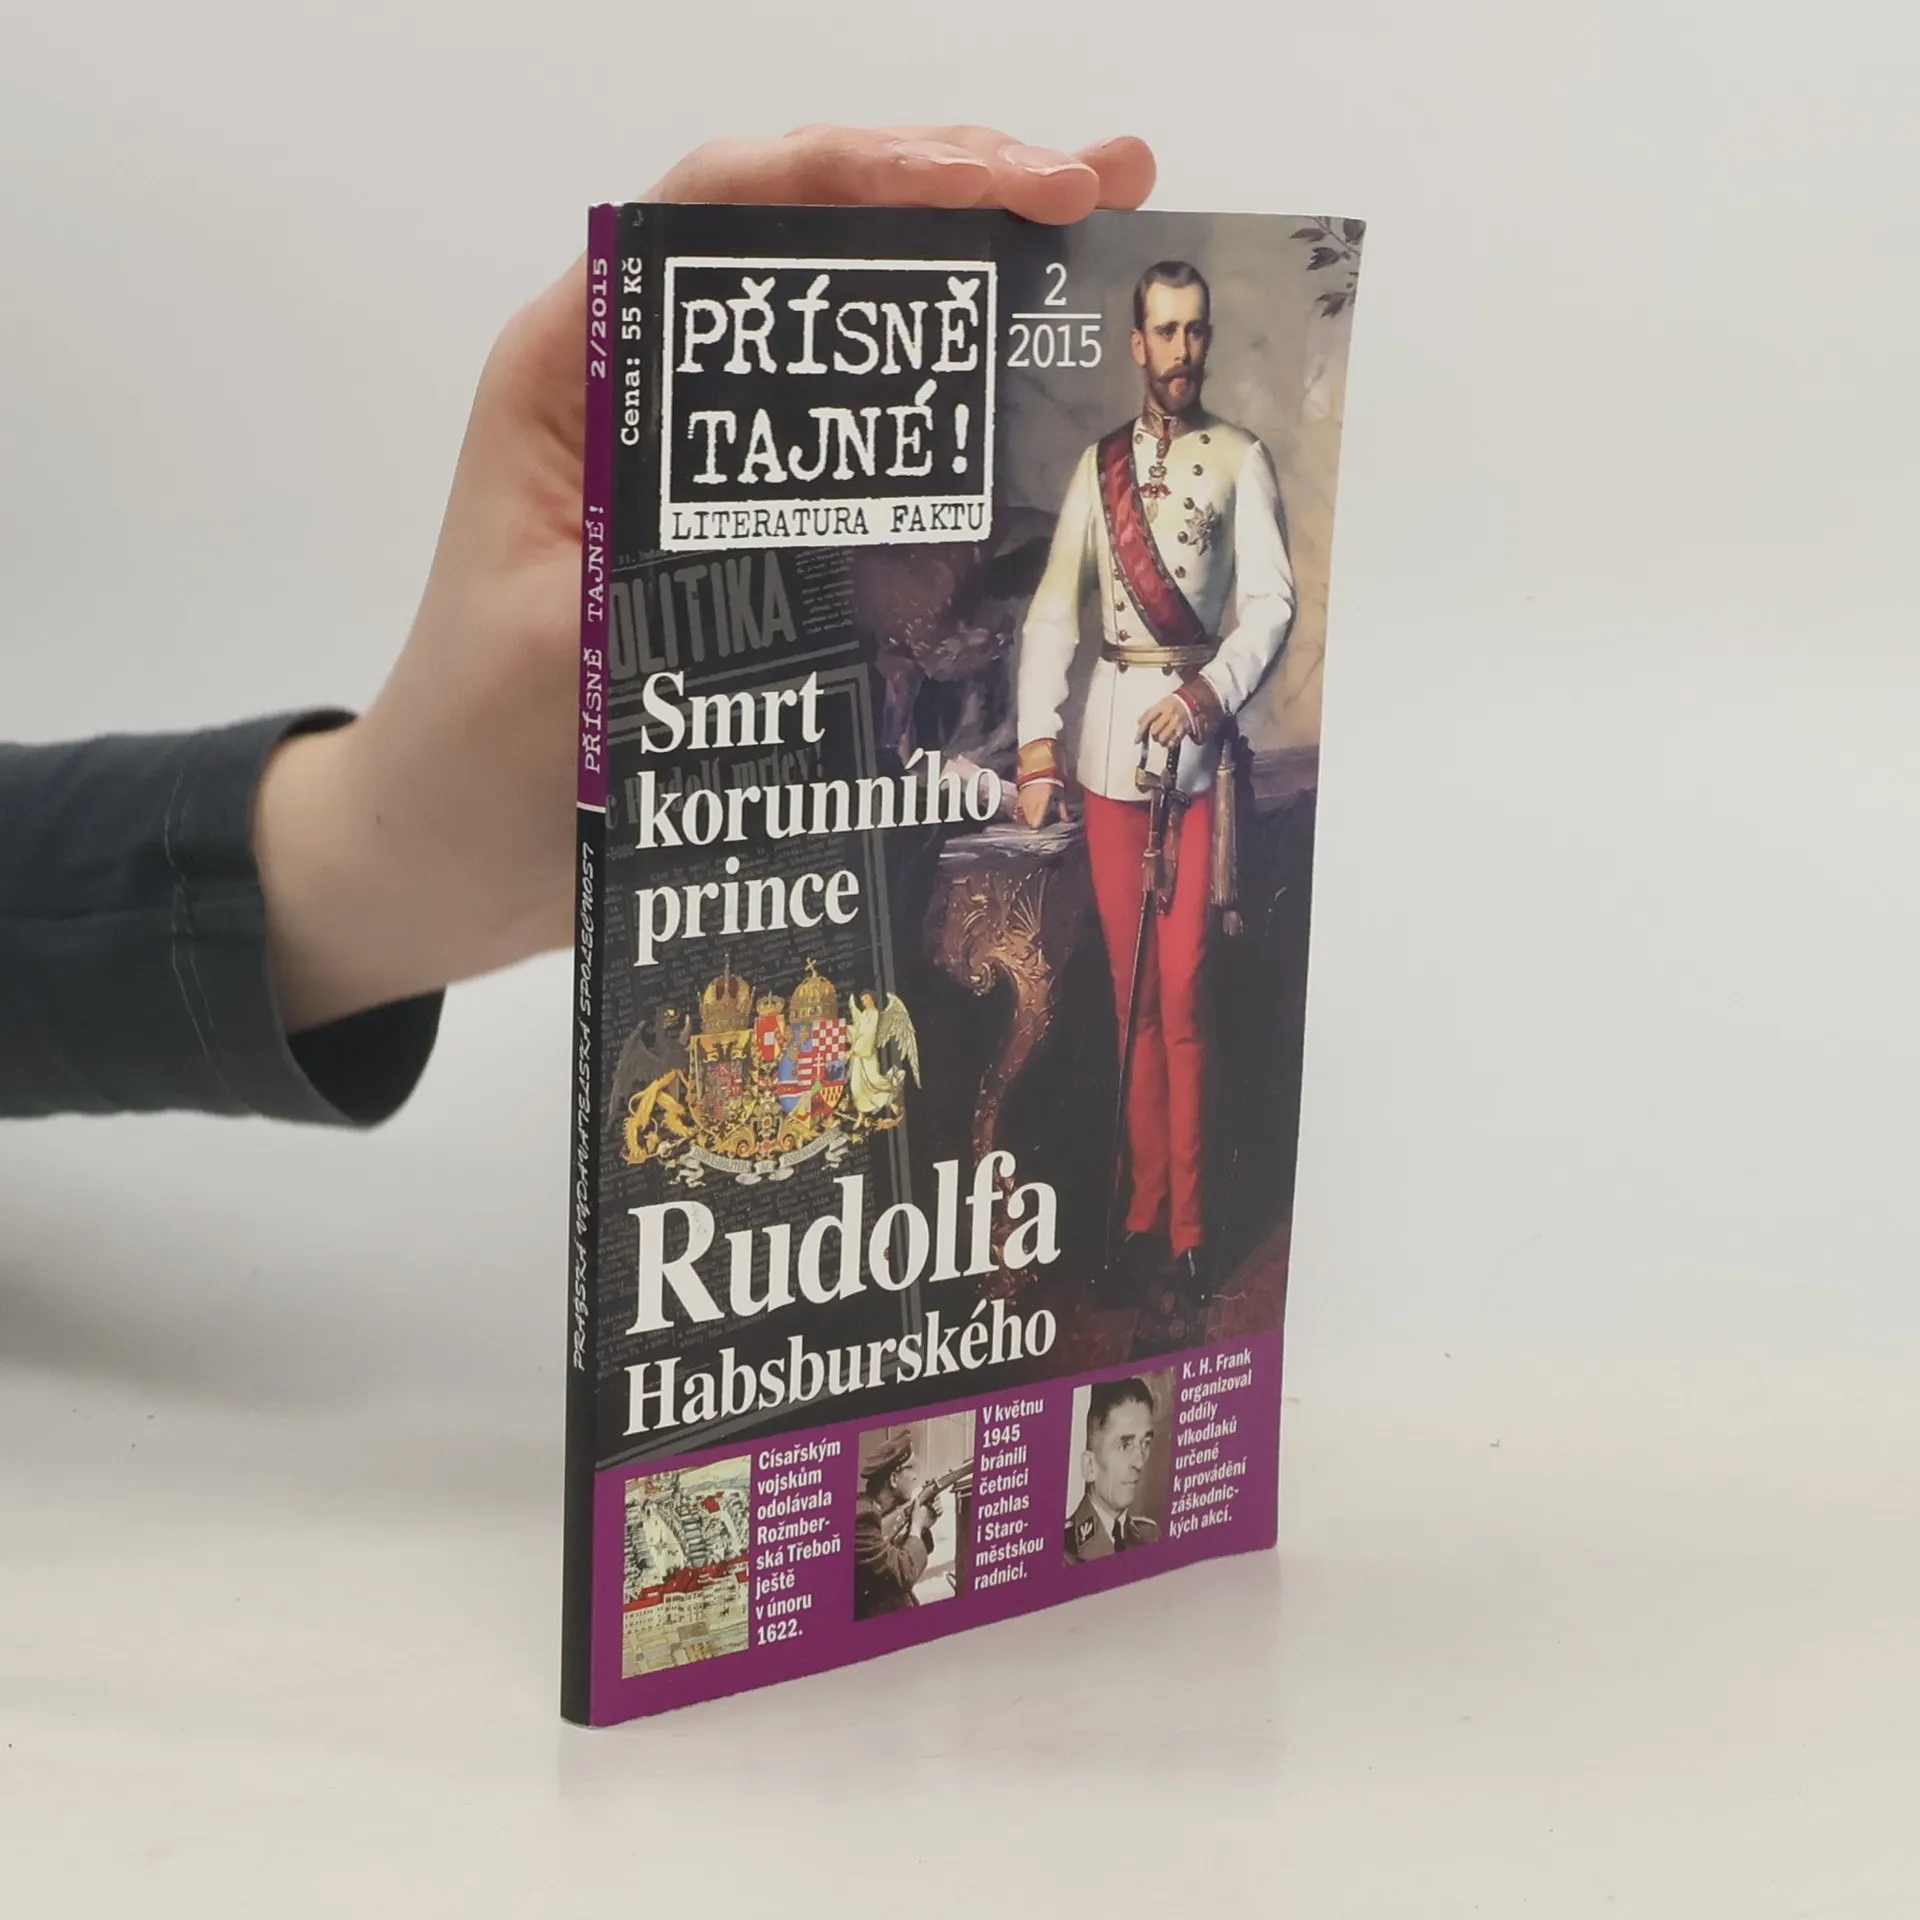 PŘÍSNĚ
TAJNÉ!
LITERATURA FAKTU
2
2015
Cena: 55 Kč
2/2015
PŘÍSNĚ TAJNÉ!
PRAŽSKÁ VYDAVATELSKÁ SPOLEČNOST
OLITIKA
Smrt
korunního
prince
Rudolfa
Habsburského
Císařským
vojskům
odolávala
Rožmber-
ská Třeboň
ještě
v únoru
1622.
V květnu
1945
bránili
četníci
rozhlas
i Staro-
městskou
radnici.
K. H. Frank
organizoval
oddíly
vlkodlaků
určené
k provádění
záškodnic-
kých akcí.